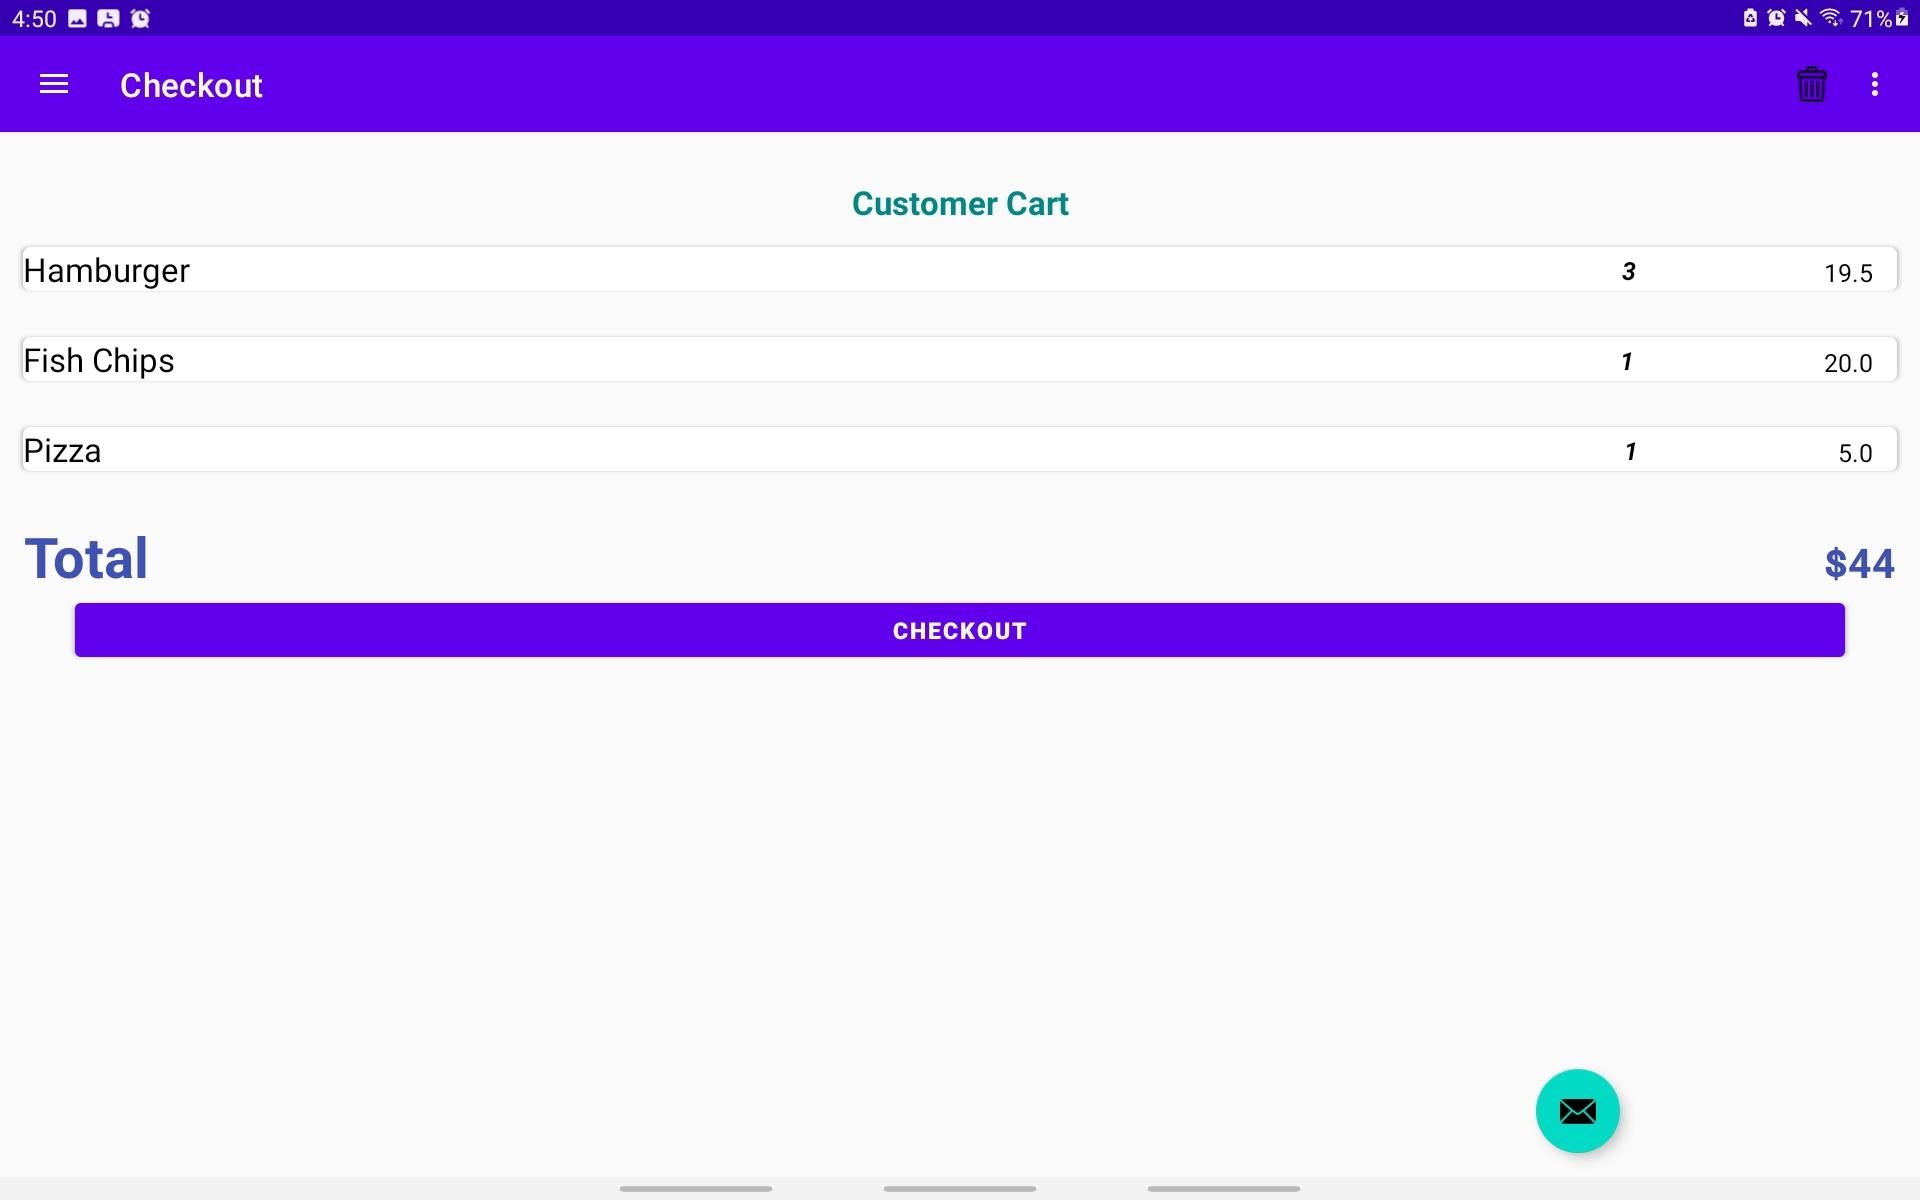 4:50 71%
Checkout
Customer Cart
Hamburger 3 19.5
Fish Chips 1 20.0
Pizza 1 5.0
Total $44
CHECKOUT